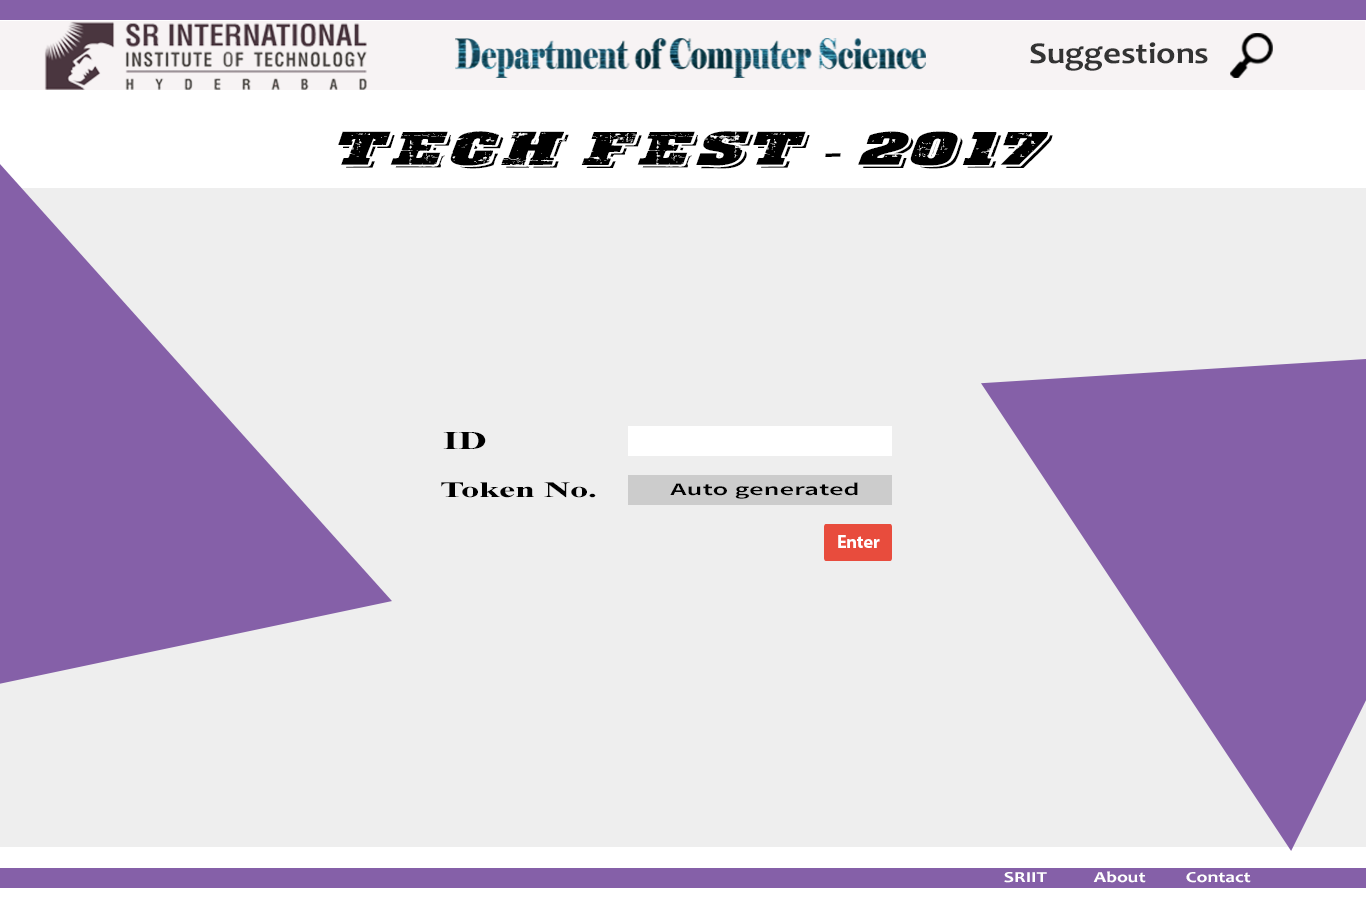 SR INTERNATIONAL
INSTITUTE OF TECHNOLOGY
HYDERABAD
Department of Computer Science
Suggestions
TECH FEST - 2017
ID
Token No. Auto generated
Enter
SRIIT About Contact